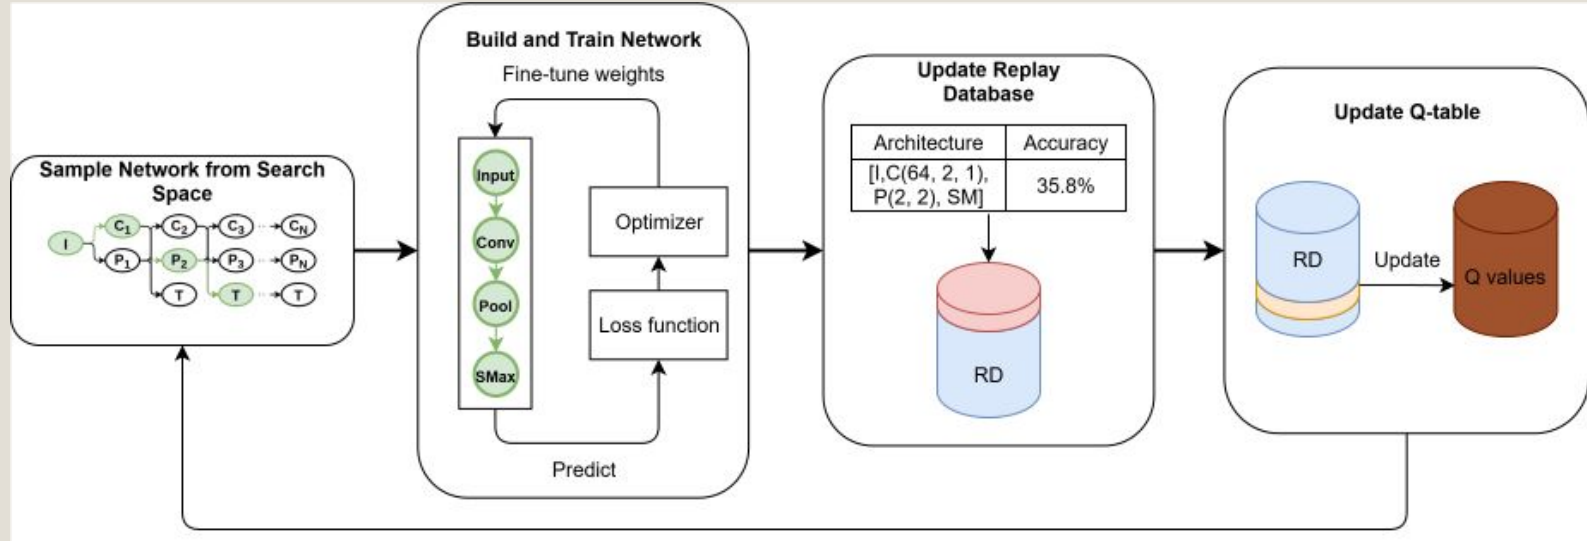 Sample Network from Search
Space
I
C1
C2
C3
CN
P1
P2
P3
PN
T
T
T
Build and Train Network
Fine-tune weights
Input
Conv
Pool
SMax
Optimizer
Loss function
Predict
Update Replay
Database
Architecture
Accuracy
[I,C(64, 2, 1),
P(2, 2), SM]
35.8%
RD
Update Q-table
RD
Update
Q values